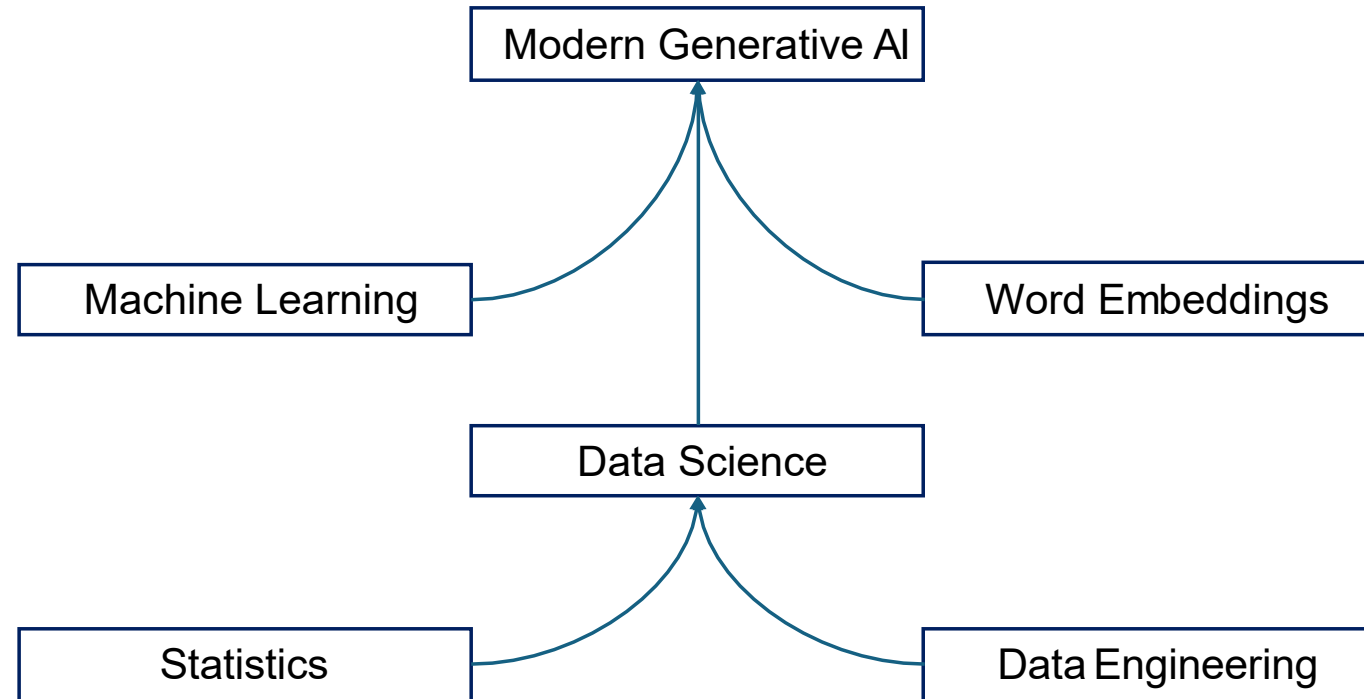 Modern Generative AI
Machine Learning
Word Embeddings
Data Science
Statistics
Data Engineering